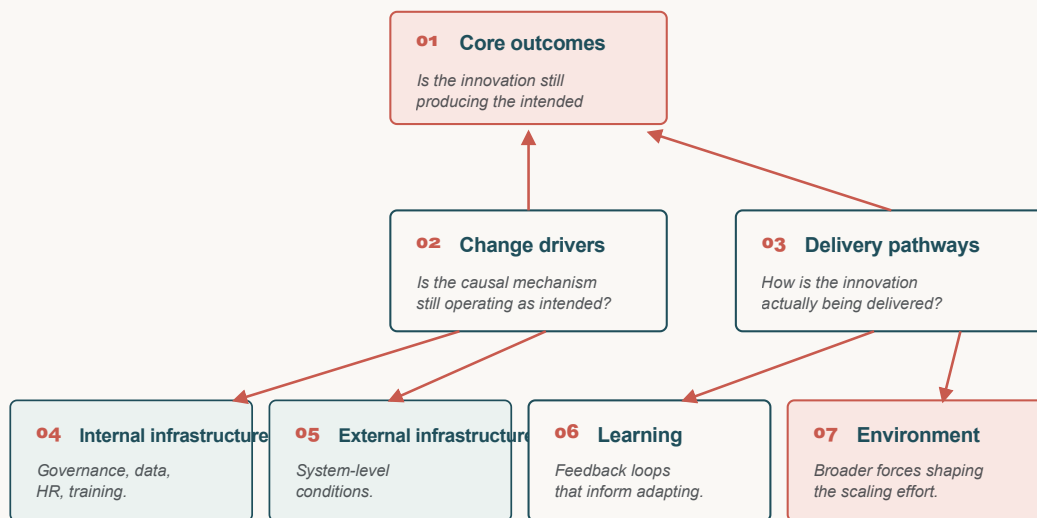 01 Core outcomes
Is the innovation still
producing the intended
02 Change drivers
Is the causal mechanism
still operating as intended?
03 Delivery pathways
How is the innovation
actually being delivered?
04 Internal infrastructure
Governance, data,
HR, training.
05 External infrastructure
System-level
conditions.
06 Learning
Feedback loops
that inform adapting.
07 Environment
Broader forces shaping
the scaling effort.